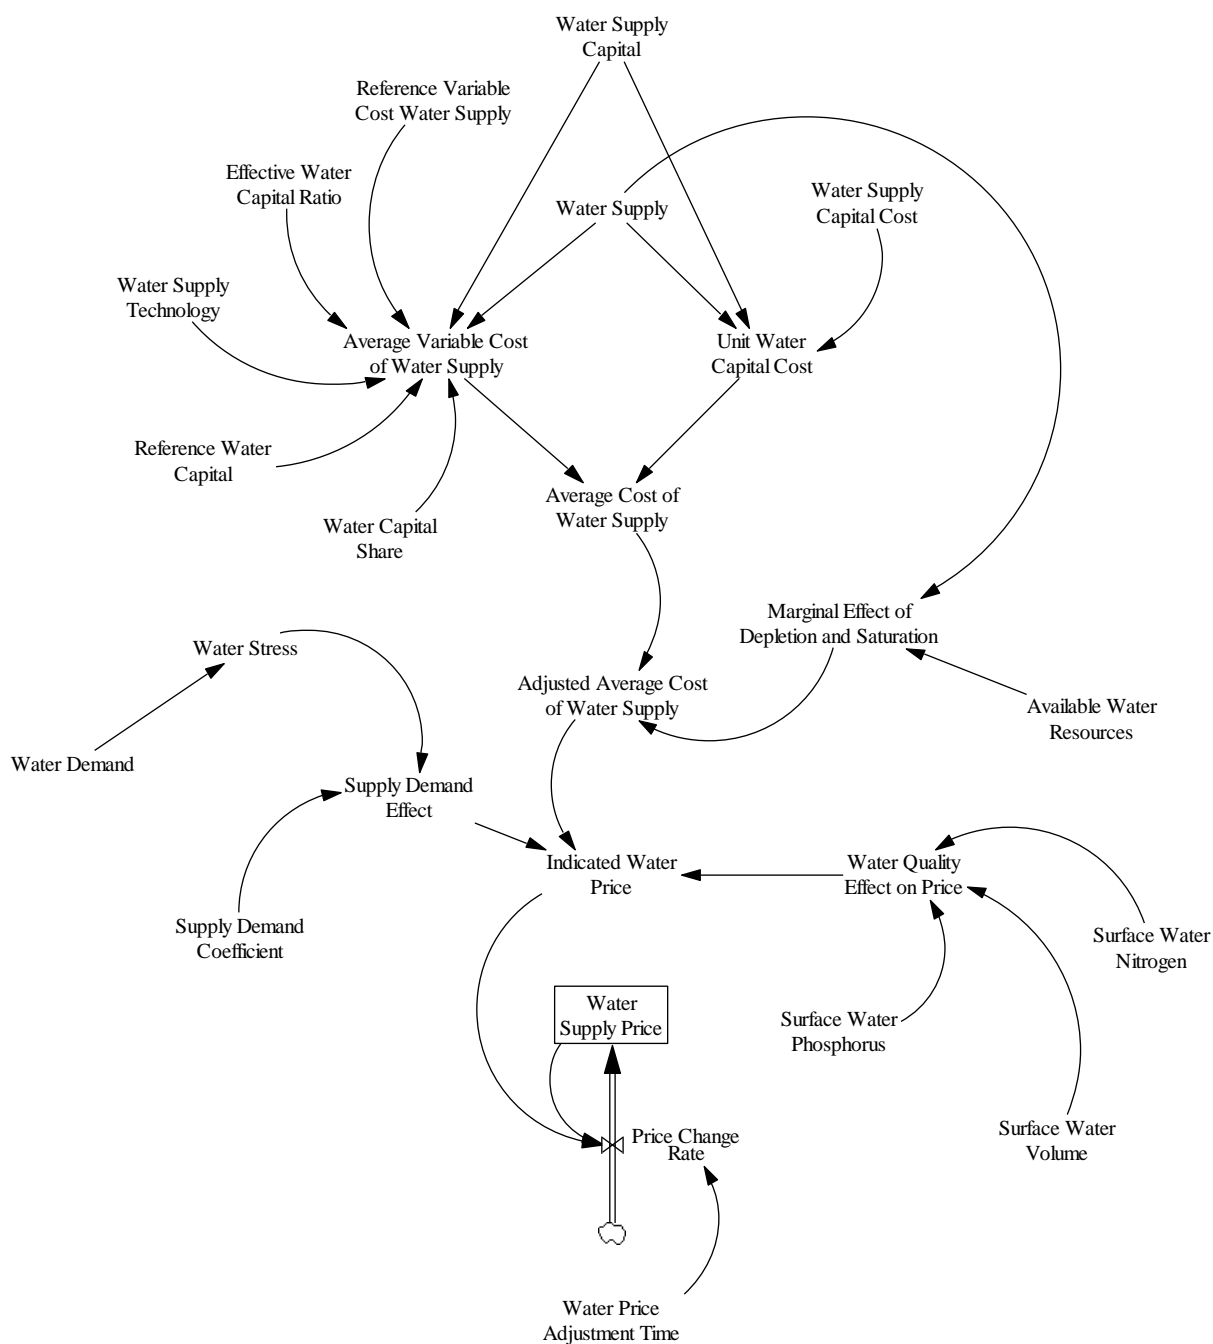 Water Supply
Capital
Reference Variable
Cost Water Supply
Effective Water
Capital Ratio
Water Supply
Water Supply
Capital Cost
Water Supply
Technology
Average Variable Cost
of Water Supply
Unit Water
Capital Cost
Reference Water
Capital
Average Cost of
Water Supply
Water Capital
Share
Marginal Effect of
Depletion and Saturation
Water Stress
Adjusted Average Cost
of Water Supply
Available Water
Resources
Water Demand
Supply Demand
Effect
Indicated Water
Price
Water Quality
Effect on Price
Supply Demand
Coefficient
Surface Water
Nitrogen
Water
Supply Price
Surface Water
Phosphorus
Price Change
Rate
Surface Water
Volume
Water Price
Adjustment Time